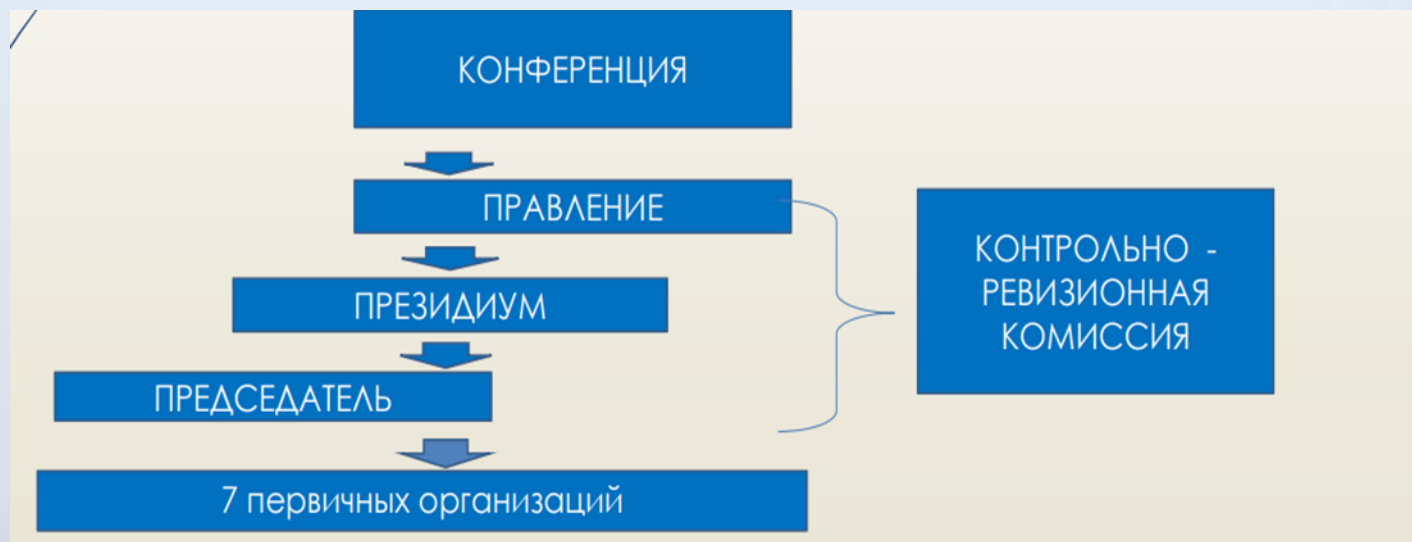 КОНФЕРЕНЦИЯ
ПРАВЛЕНИЕ
ПРЕЗИДИУМ
ПРЕДСЕДАТЕЛЬ
7 первичных организаций
КОНТРОЛЬНО -
РЕВИЗИОННАЯ
КОМИССИЯ